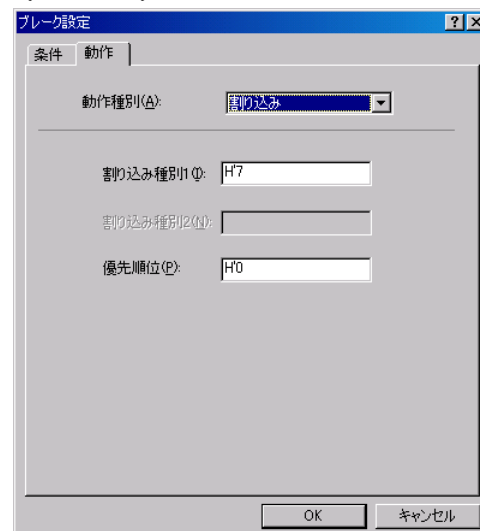 ブレーク設定
条件 動作
動作種別(A): 割り込み
割り込み種別1(I): H'7
割り込み種別2(N):
優先順位(P): H'0
OK キャンセル